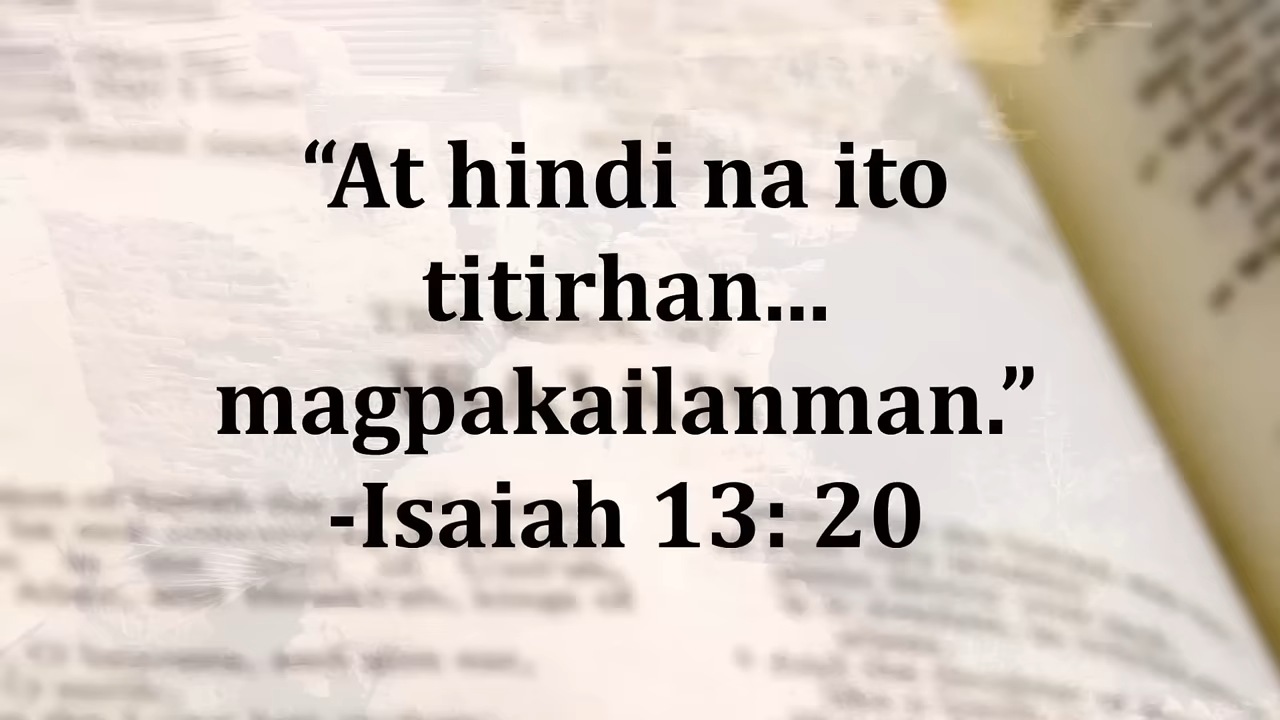 “At hindi na ito
titirhan...
magpakailanman.”
-Isaiah 13: 20